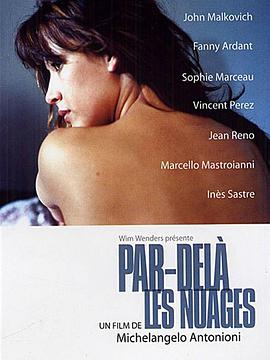 John Malkovich
Fanny Ardant
Sophie Marceau
Vincent Perez
Jean Reno
Marcello Mastroianni
Inès Sastre
Wim Wenders présente
PAR-DELÀ
LES NUAGES
UN FILM DE
Michelangelo Antonioni